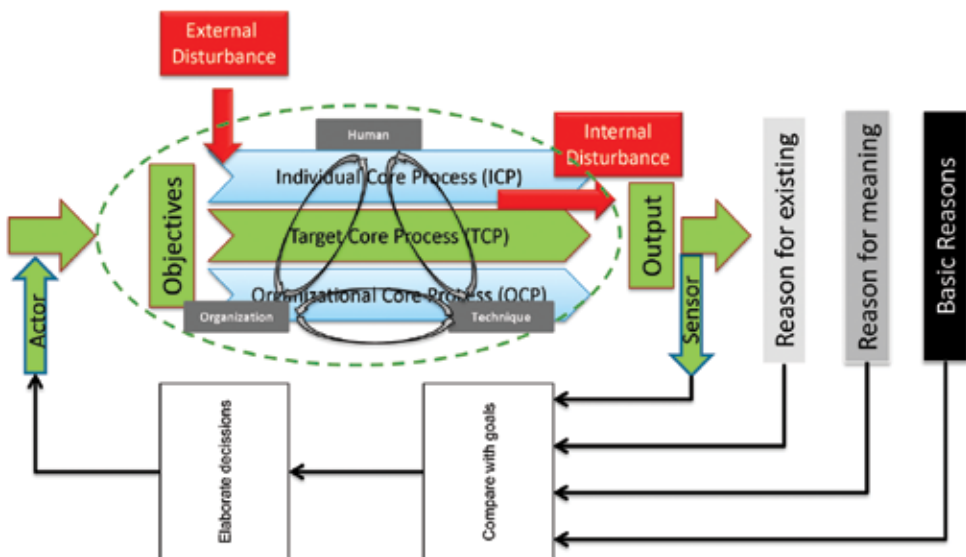 External
Disturbance
Human
Internal
Disturbance
Individual Core Process (ICP)
Objectives
Target Core Process (TCP)
Output
Organizational Core Process (OCP)
Organization
Technique
Actor
Sensor
Reason for existing
Reason for meaning
Basic Reasons
Elaborate decissions
Compare with goals